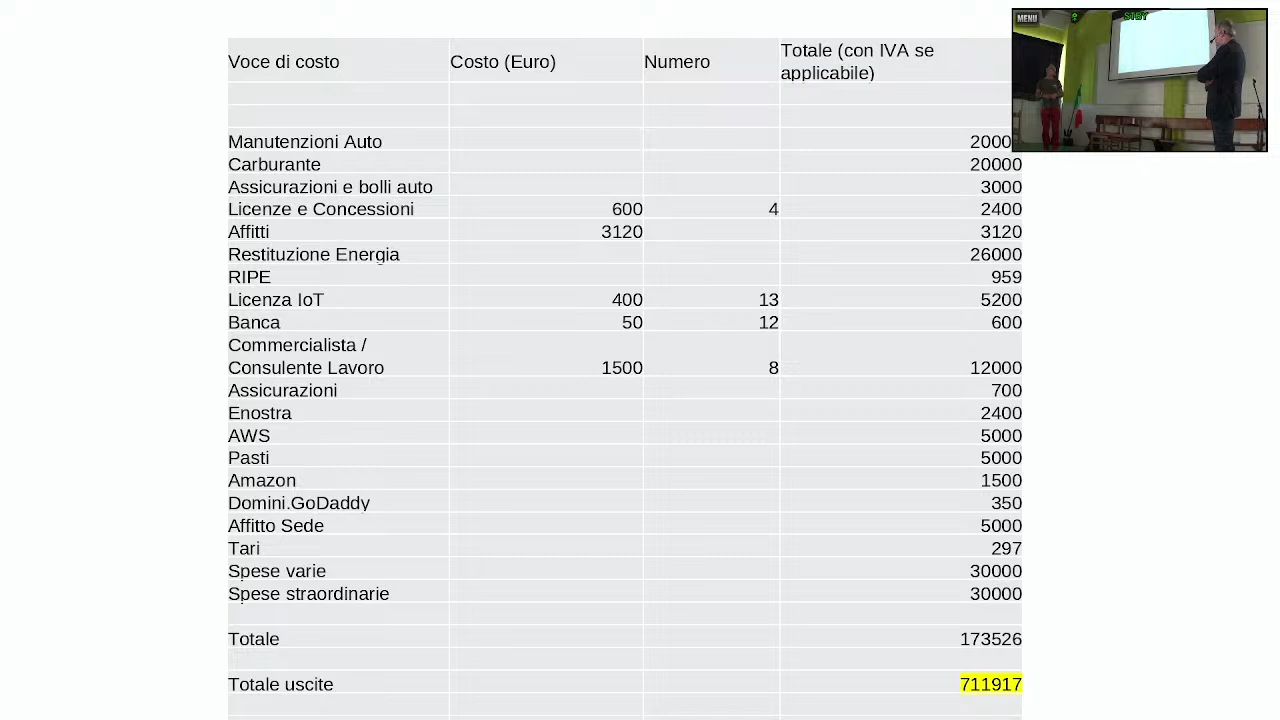 MENU STBY
Voce di costo Costo (Euro) Numero Totale (con IVA se
applicabile)
Manutenzioni Auto 20000
Carburante 20000
Assicurazioni e bolli auto 3000
Licenze e Concessioni 600 4 2400
Affitti 3120 3120
Restituzione Energia 26000
RIPE 959
Licenza IoT 400 13 5200
Banca 50 12 600
Commercialista /
Consulente Lavoro 1500 8 12000
Assicurazioni 700
Enostra 2400
AWS 5000
Pasti 5000
Amazon 1500
Domini.GoDaddy 350
Affitto Sede 5000
Tari 297
Spese varie 30000
Spese straordinarie 30000
Totale 173526
Totale uscite 711917